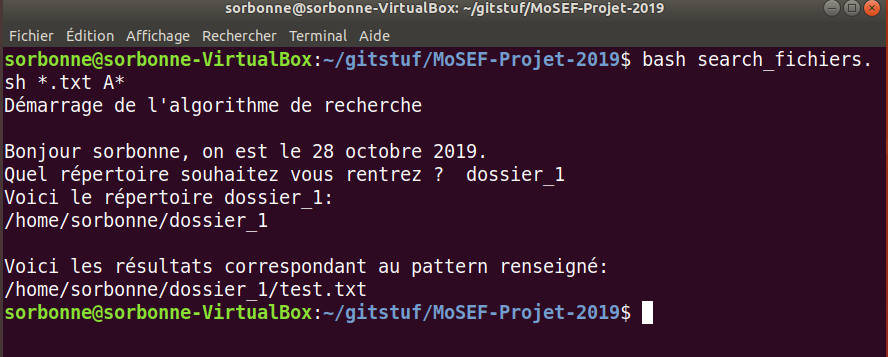 sorbonne@sorbonne-VirtualBox: ~/gitstuf/MoSEF-Projet-2019
Fichier Édition Affichage Rechercher Terminal Aide
sorbonne@sorbonne-VirtualBox:~/gitstuf/MoSEF-Projet-2019$ bash search_fichiers.
sh *.txt A*
Démarrage de l'algorithme de recherche
Bonjour sorbonne, on est le 28 octobre 2019.
Quel répertoire souhaitez vous rentrez ?  dossier_1
Voici le répertoire dossier_1:
/home/sorbonne/dossier_1
Voici les résultats correspondant au pattern renseigné:
/home/sorbonne/dossier_1/test.txt
sorbonne@sorbonne-VirtualBox:~/gitstuf/MoSEF-Projet-2019$